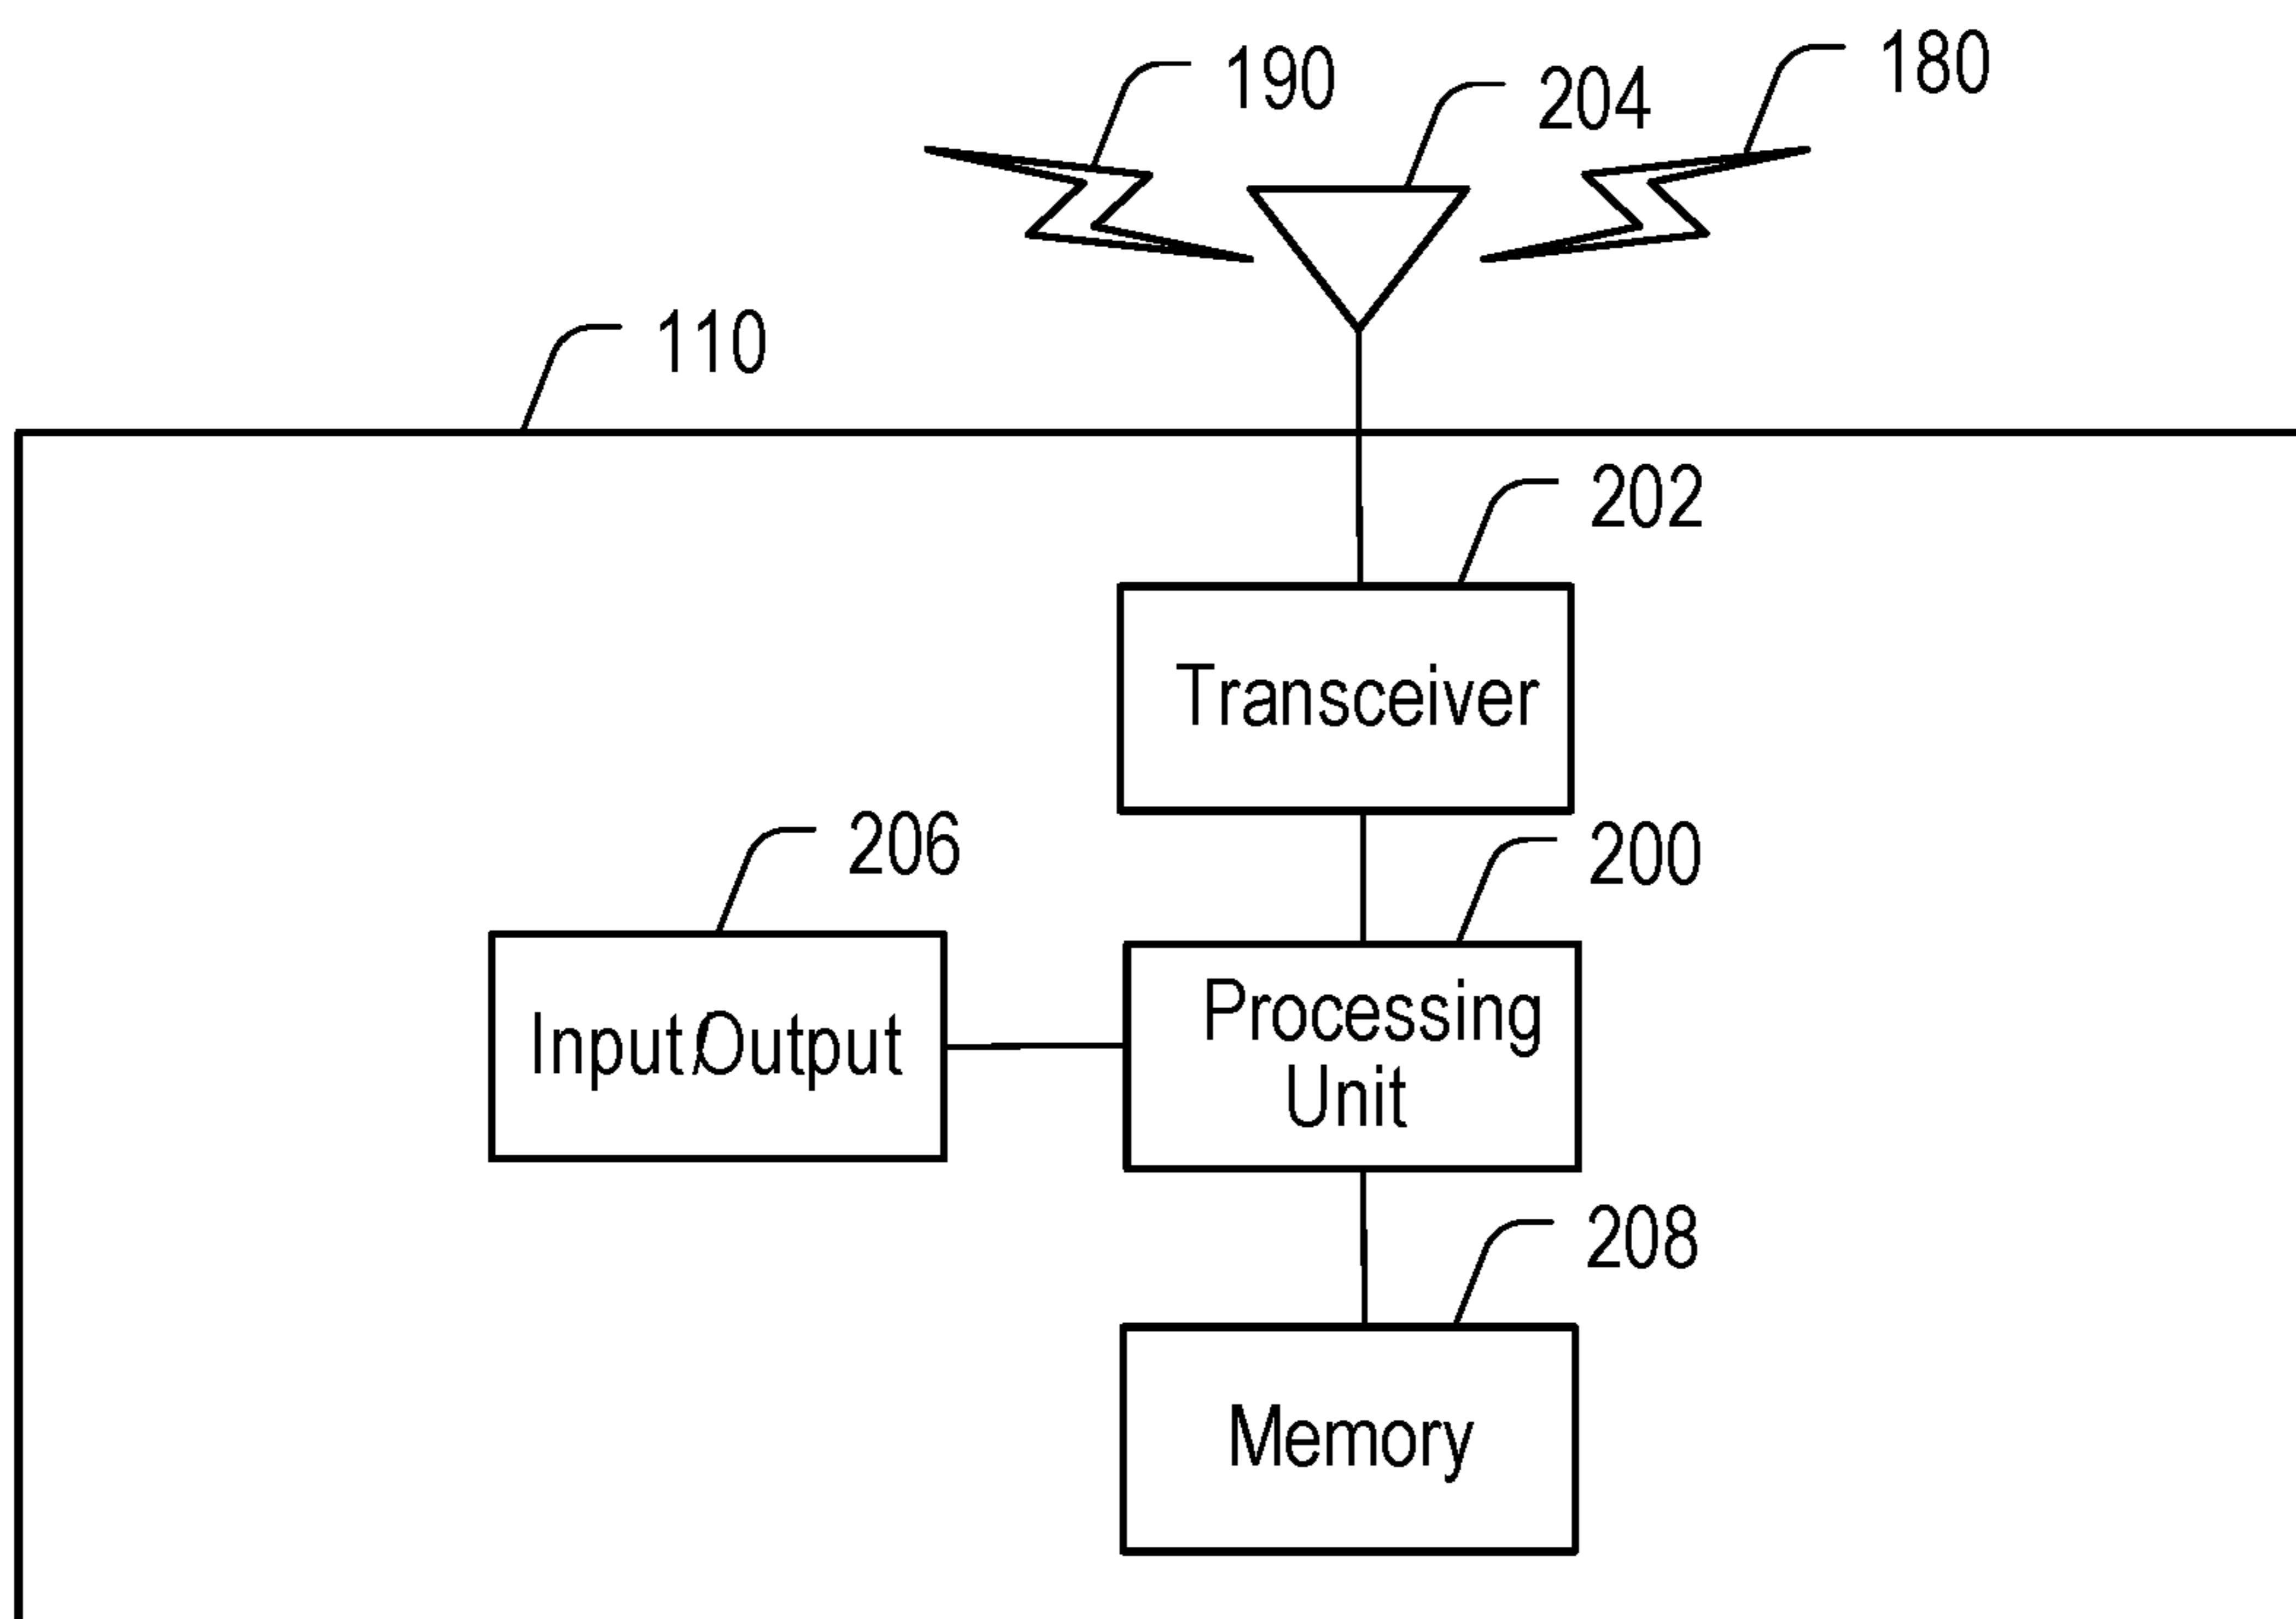 190
204
180
110
202
Transceiver
206
200
Input/Output
Processing
Unit
208
Memory